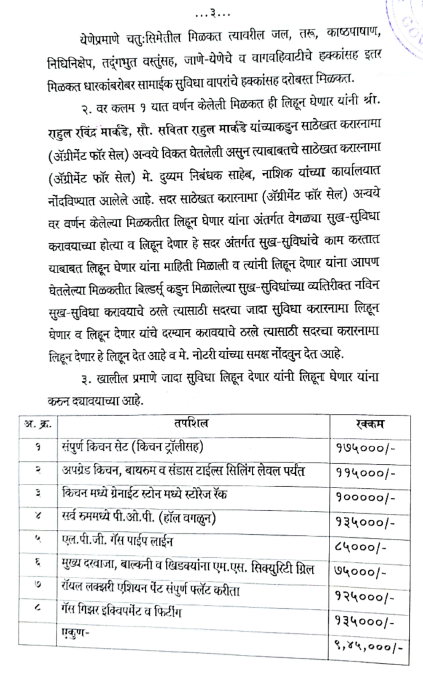 ...३...
येणेप्रमाणे चतु:सिमेतील मिळकत त्यावरील जल, तरू, काष्ठपाषाण,
निधिनिक्षेप, तद्ंगभुत वस्तुंसह, जाणे-येणेचे व वागवहिवाटीचे हक्कांसह इतर
मिळकत धारकांबरोबर सामाईक सुविधा वापरांचे हक्कांसह दरोबस्त मिळकत.
२. वर कलम १ यात वर्णन केलेली मिळकत ही लिहून घेणार यांनी श्री.
राहुल रविंद्र मार्कंडे, सौ. सविता राहुल मार्कंडे यांच्याकडुन साठेखत करारनामा
(ॲग्रीमेंट फॉर सेल) अन्वये विकत घेतलेली असुन त्याबाबतचे साठेखत करारनामा
(ॲग्रीमेंट फॉर सेल) मे. दुय्यम निबंधक साहेब, नाशिक यांच्या कार्यालयात
नोंदविण्यात आलेले आहे. सदर साठेखत करारनामा (ॲग्रीमेंट फॉर सेल) अन्वये
वर वर्णन केलेल्या मिळकतीत लिहून घेणार यांना अंतर्गत वेगळ्या सुख-सुविधा
करावयाच्या होत्या व लिहून देणार हे सदर अंतर्गत सुख-सुविधांचे काम करतात
याबाबत लिहून घेणार यांना माहिती मिळाली व त्यांनी लिहून देणार यांना आपण
घेतलेल्या मिळकतीत बिल्डर्स् कडुन मिळालेल्या सुख-सुविधांच्या व्यतिरीक्त नविन
सुख-सुविधा करावयाचे ठरले त्यासाठी सदरचा जादा सुविधा करारनामा लिहून
घेणार व लिहून देणार यांचे दरम्यान करावयाचे ठरले त्यासाठी सदरचा करारनामा
लिहून देणार हे लिहून देत आहे व मे. नोटरी यांच्या समक्ष नोंदवुन देत आहे.
३. खालील प्रमाणे जादा सुविधा लिहून देणार यांनी लिहून घेणार यांना
करुन द्यावयाच्या आहे.
अ. क्र. तपशिल रक्कम
१ संपुर्ण किचन सेट (किचन ट्रॉलीसह) १७५०००/-
२ अपग्रेड किचन, बाथरुम व संडास टाईल्स सिलिंग लेवल पर्यंत ११५०००/-
३ किचन मध्ये ग्रेनाईट स्टोन मध्ये स्टोरेज रॅक १०००००/-
४ सर्व रुममध्ये पी.ओ.पी. (हॉल वगळून) १३५०००/-
५ एल.पी.जी. गॅस पाईप लाईन ८५०००/-
६ मुख्य दरवाजा, बाल्कनी व खिडक्यांना एम.एस. सिक्युरिटी ग्रिल ७५०००/-
७ रॉयल लक्झरी एशियन पेंट संपुर्ण फ्लॅट करीता १२५०००/-
८ गॅस गिझर इक्विपमेंट व फिटींग १३५०००/-
एकुण- ९,४५,०००/-